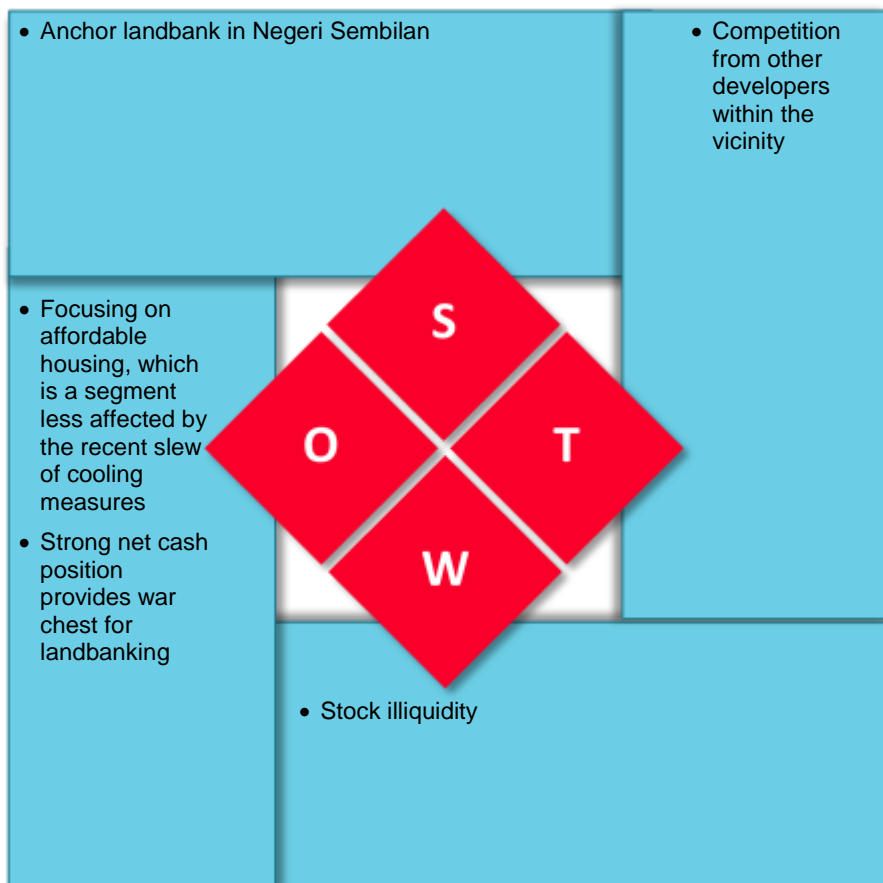 • Anchor landbank in Negeri Sembilan
• Competition
from other
developers
within the
vicinity
• Focusing on
affordable
housing, which
is a segment
less affected by
the recent slew
of cooling
measures
• Strong net cash
position
provides war
chest for
landbanking
S
O
T
W
• Stock illiquidity